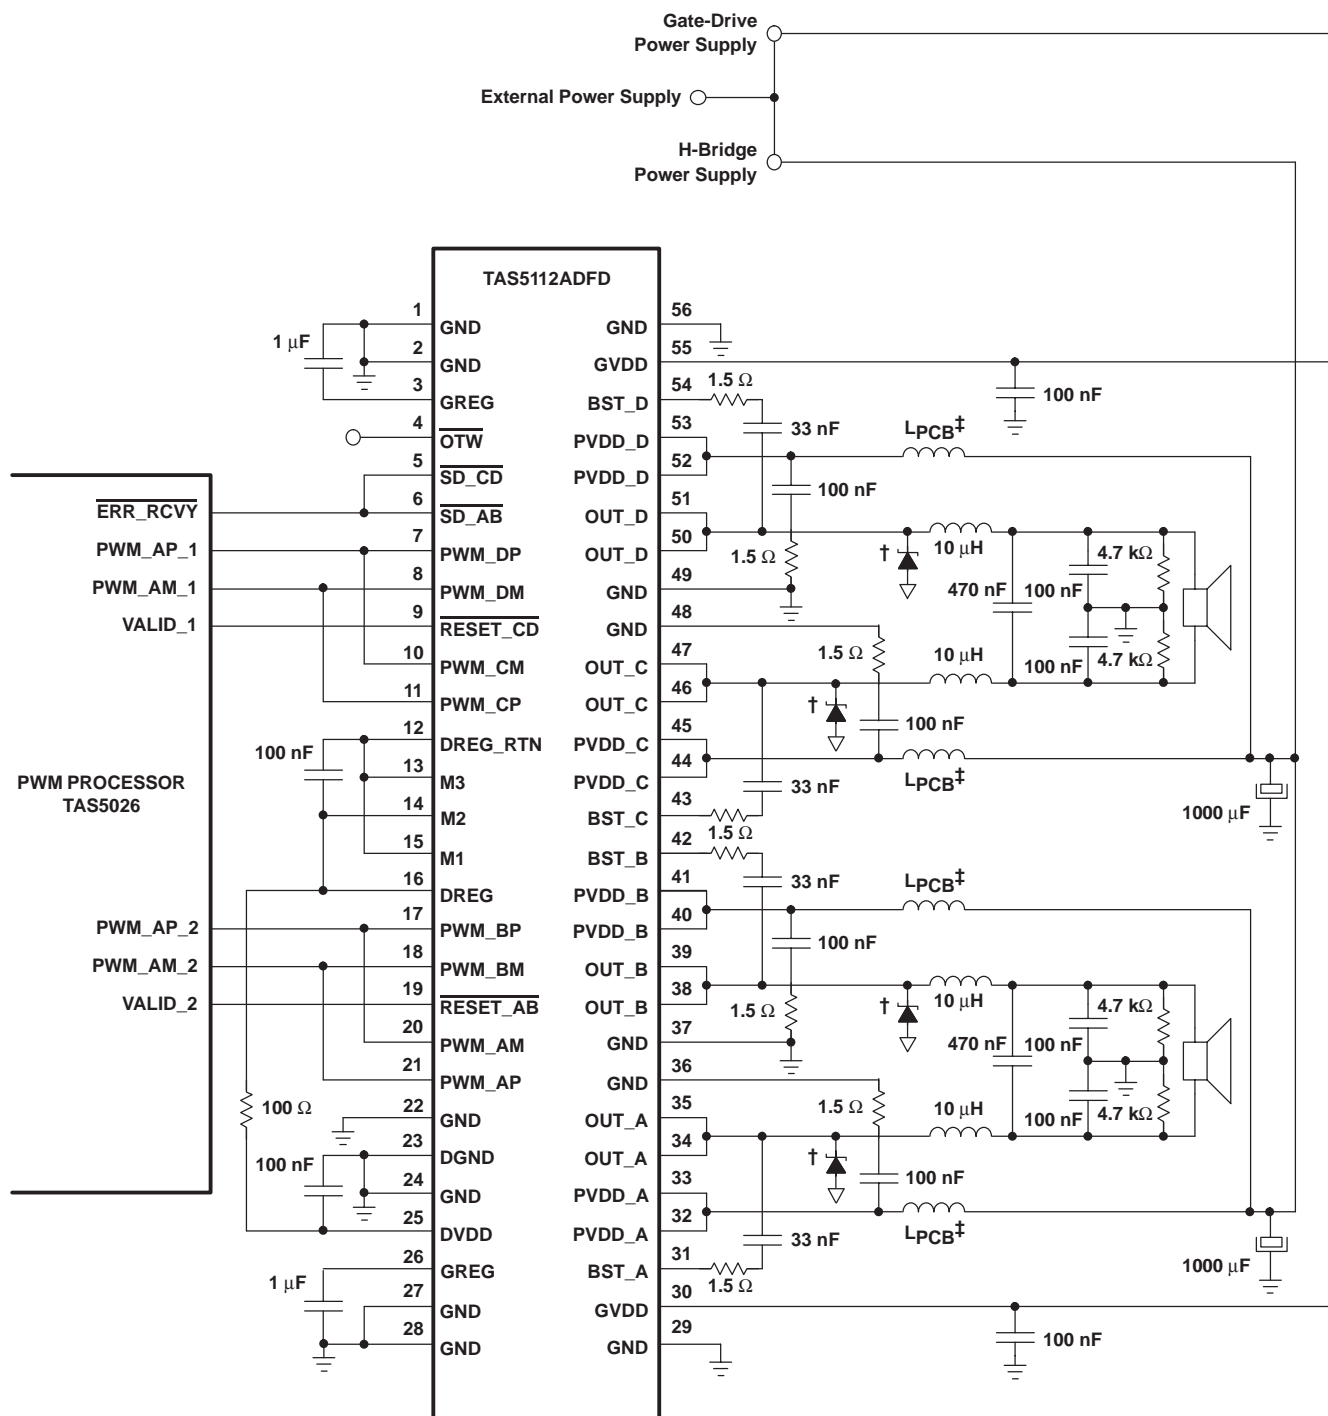 Gate-Drive
Power Supply
External Power Supply
H-Bridge
Power Supply
TAS5112ADFD
PWM PROCESSOR
TAS5026
ERR_RCVY
PWM_AP_1
PWM_AM_1
VALID_1
PWM_AP_2
PWM_AM_2
VALID_2
1 GND
2 GND
3 GREG
4 OTW
5 SD_CD
6 SD_AB
7 PWM_DP
8 PWM_DM
9 RESET_CD
10 PWM_CM
11 PWM_CP
12 DREG_RTN
13 M3
14 M2
15 M1
16 DREG
17 PWM_BP
18 PWM_BM
19 RESET_AB
20 PWM_AM
21 PWM_AP
22 GND
23 DGND
24 GND
25 DVDD
26 GREG
27 GND
28 GND
1 μF
100 nF
100 Ω
100 nF
1 μF
GND 56
GVDD 55
BST_D 54
PVDD_D 53
PVDD_D 52
OUT_D 51
OUT_D 50
GND 49
GND 48
OUT_C 47
OUT_C 46
PVDD_C 45
PVDD_C 44
BST_C 43
BST_B 42
PVDD_B 41
PVDD_B 40
OUT_B 39
OUT_B 38
GND 37
GND 36
OUT_A 35
OUT_A 34
PVDD_A 33
PVDD_A 32
BST_A 31
GVDD 30
GND 29
1.5 Ω
100 nF
33 nF
LPCB‡
100 nF
†
10 μH
1.5 Ω
4.7 kΩ
470 nF
100 nF
1.5 Ω
10 μH
100 nF
4.7 kΩ
†
100 nF
LPCB‡
33 nF
1000 μF
1.5 Ω
33 nF
LPCB‡
100 nF
†
10 μH
1.5 Ω
4.7 kΩ
470 nF
100 nF
1.5 Ω
10 μH
100 nF
4.7 kΩ
†
100 nF
LPCB‡
33 nF
1000 μF
1.5 Ω
100 nF